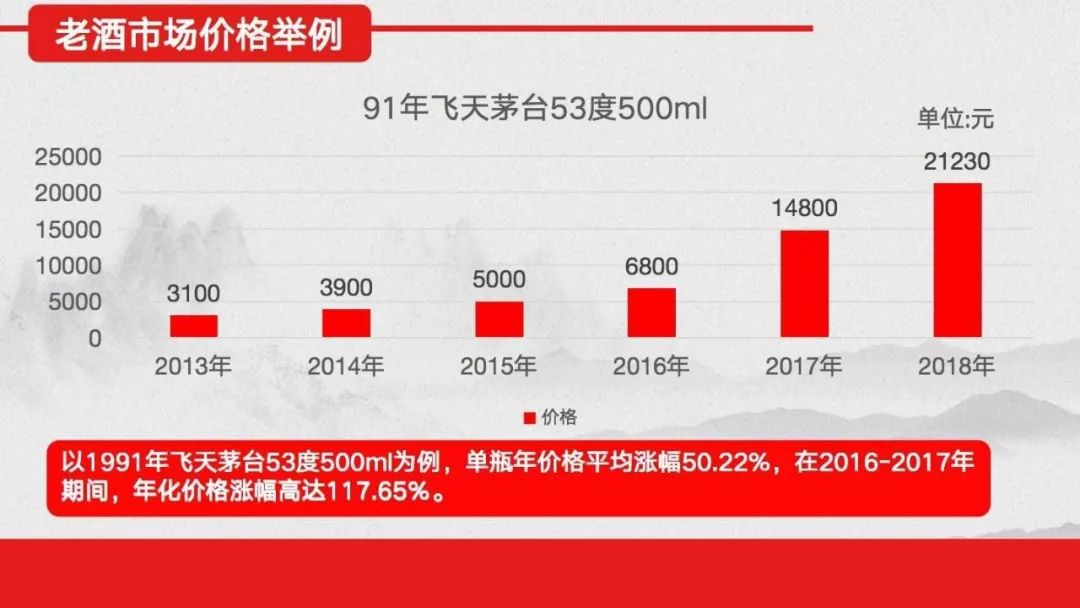 老酒市场价格举例
91年飞天茅台53度500ml
单位:元
25000
20000
15000
10000
5000
0
3100
3900
5000
6800
14800
21230
2013年
2014年
2015年
2016年
2017年
2018年
价格
以1991年飞天茅台53度500ml为例，单瓶年价格平均涨幅50.22%，在2016-2017年
期间，年化价格涨幅高达117.65%。